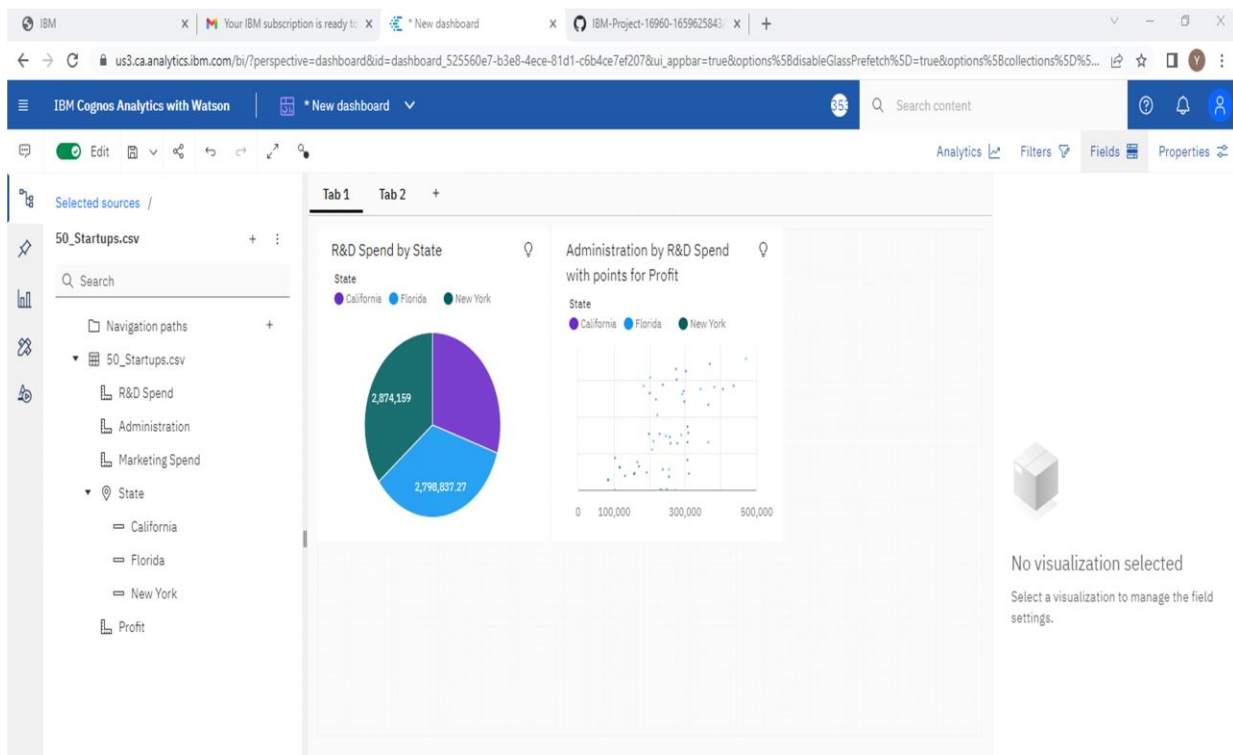 IBM
Your IBM subscription is ready to
* New dashboard
IBM-Project-16960-1659625843
us3.ca.analytics.ibm.com/bi/?perspective=dashboard&id=dashboard_525560e7-b3e8-4ece-81d1-c6b4ce7ef207&ui_appbar=true&options%5BdisableGlassPrefetch%5D=true&options%5Bcollections%5D%5...
Y
IBM Cognos Analytics with Watson
* New dashboard
Search content
Edit
Analytics
Filters
Fields
Properties
Selected sources /
50_Startups.csv
Search
Navigation paths
50_Startups.csv
R&D Spend
Administration
Marketing Spend
State
California
Florida
New York
Profit
Tab 1 Tab 2 +
R&D Spend by State
State
California Florida New York
2,874,159
2,798,837.27
Administration by R&D Spend
with points for Profit
State
California Florida New York
0 100,000 300,000 500,000
No visualization selected
Select a visualization to manage the field
settings.